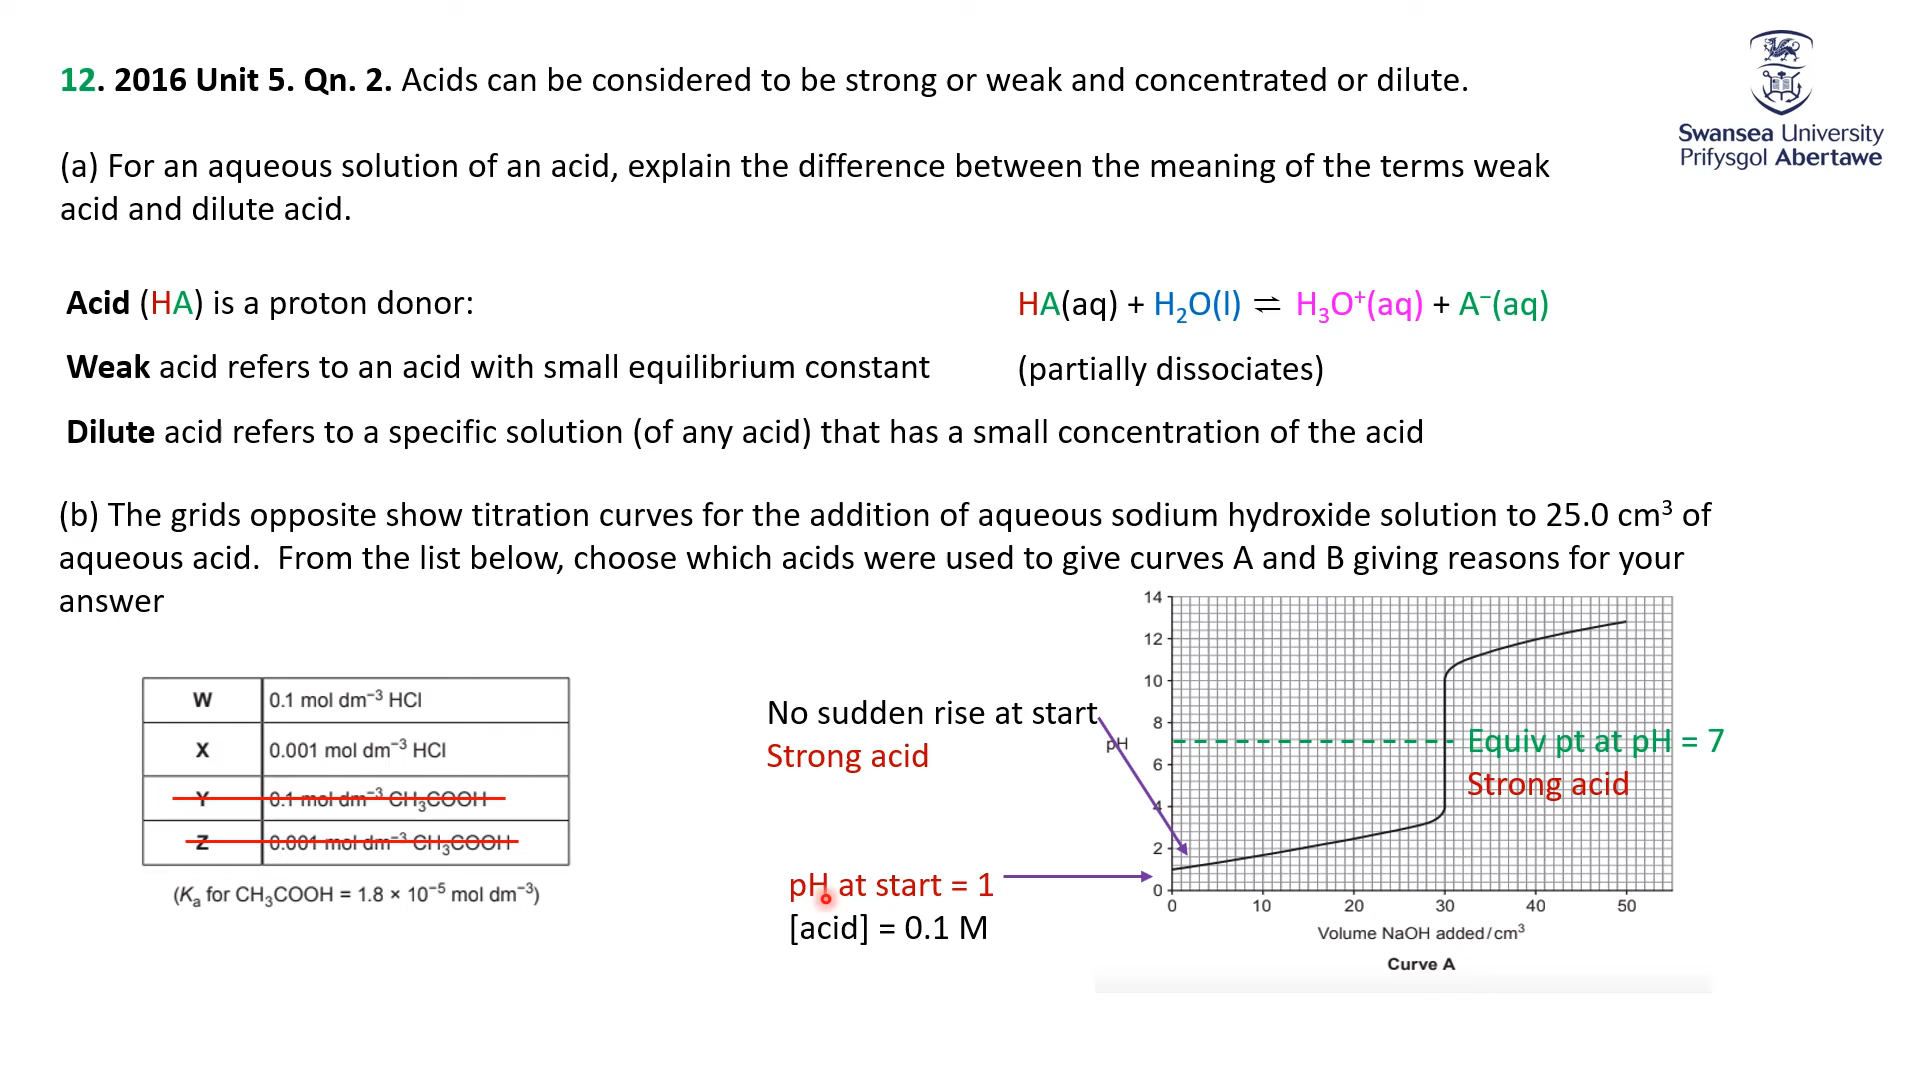 12. 2016 Unit 5. Qn. 2. Acids can be considered to be strong or weak and concentrated or dilute.
Swansea University
Prifysgol Abertawe
(a) For an aqueous solution of an acid, explain the difference between the meaning of the terms weak
acid and dilute acid.
Acid (HA) is a proton donor:
HA(aq) + H₂O(l) ⇌ H₃O⁺(aq) + A⁻(aq)
Weak acid refers to an acid with small equilibrium constant
(partially dissociates)
Dilute acid refers to a specific solution (of any acid) that has a small concentration of the acid
(b) The grids opposite show titration curves for the addition of aqueous sodium hydroxide solution to 25.0 cm³ of
aqueous acid. From the list below, choose which acids were used to give curves A and B giving reasons for your
answer
W 0.1 mol dm⁻³ HCl
X 0.001 mol dm⁻³ HCl
Y 0.1 mol dm⁻³ CH₃COOH
Z 0.001 mol dm⁻³ CH₃COOH
(Kₐ for CH₃COOH = 1.8 × 10⁻⁵ mol dm⁻³)
No sudden rise at start
Strong acid
pH at start = 1
[acid] = 0.1 M
14
12
10
8
pH
6
4
2
0
Equiv pt at pH = 7
Strong acid
0 10 20 30 40 50
Volume NaOH added/cm³
Curve A